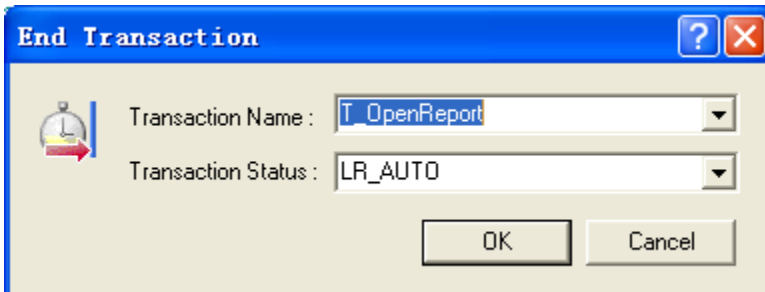 End Transaction
Transaction Name : T_OpenReport
Transaction Status : LR_AUTO
OK Cancel